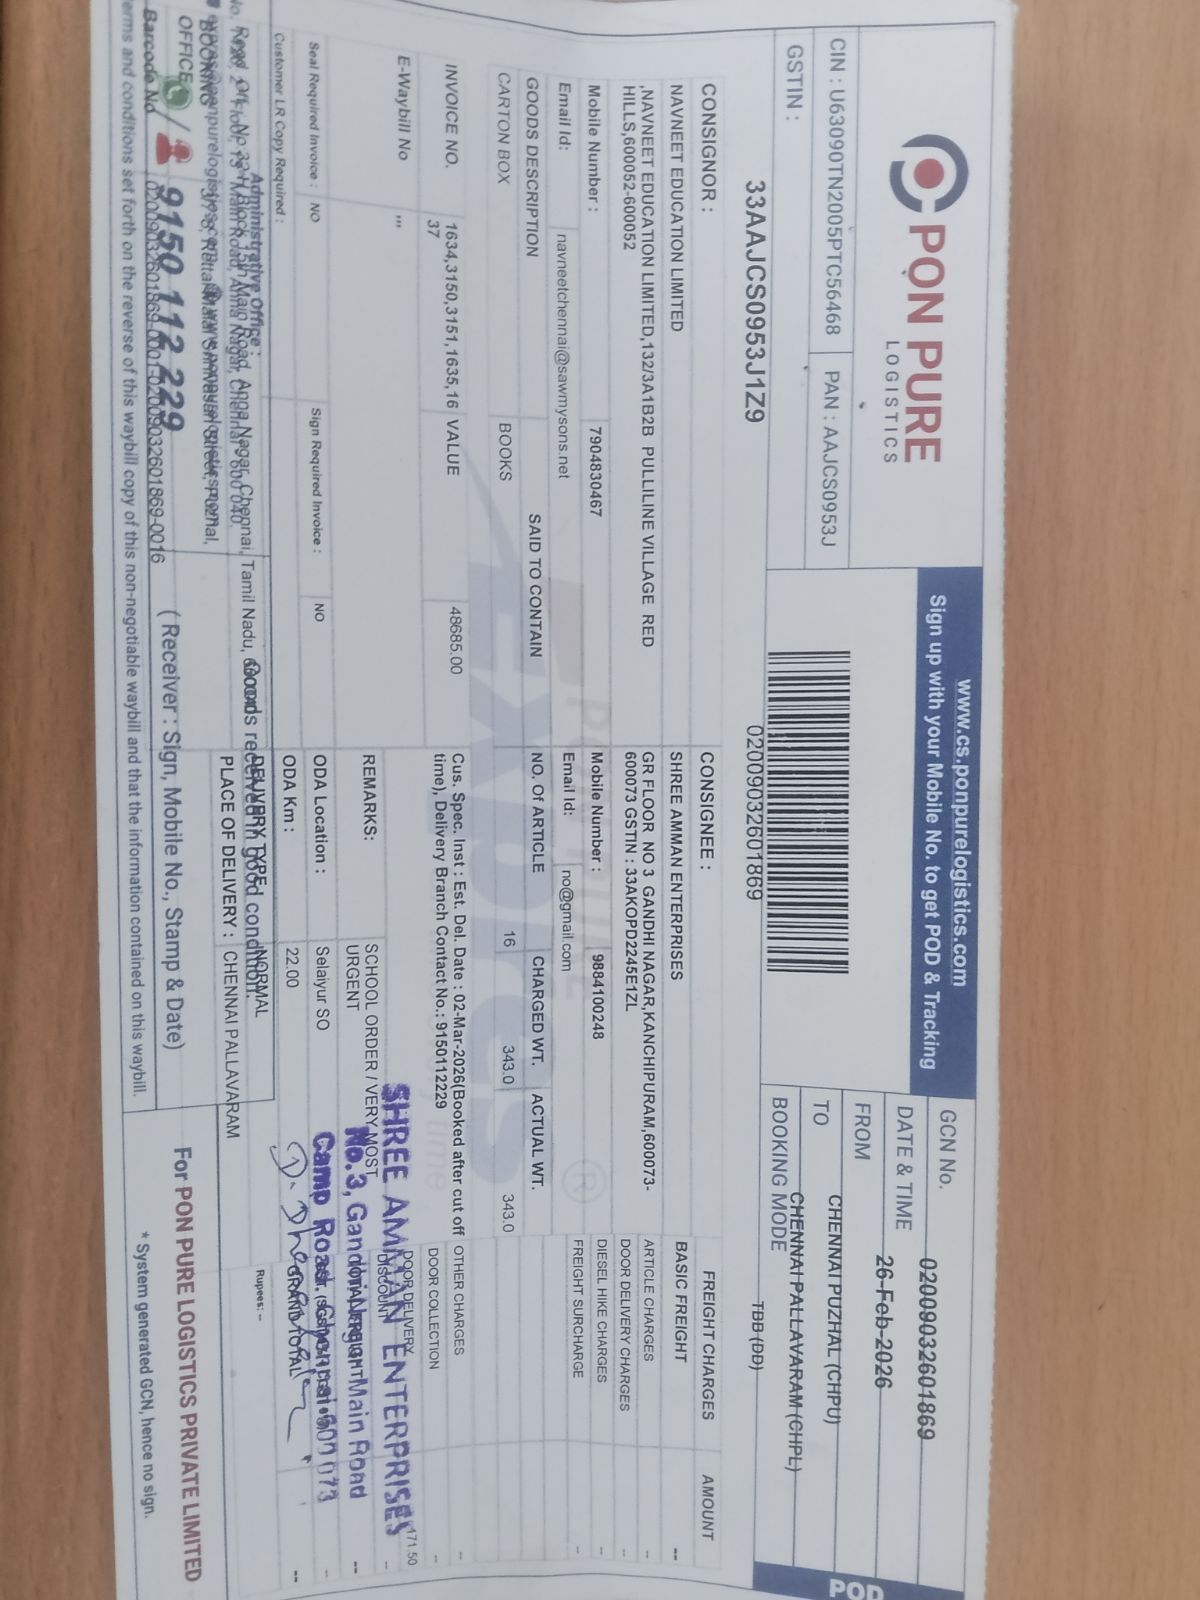 PON PURE
LOGISTICS
CIN : U63090TN2005PTC56468
PAN : AAJCS0953J
GSTIN :
33AAJCS0953J1Z9
www.cs.ponpurelogistics.com
Sign up with your Mobile No. to get POD & Tracking
0200903260​1869
GCN No.
02009032601869
DATE & TIME
26-Feb-2026
FROM
CHENNAI PUZHAL (CHPU)
TO
CHENNAI PALLAVARAM (CHPL)
BOOKING MODE
TBB (DD)
POD
CONSIGNOR :
NAVNEET EDUCATION LIMITED
,NAVNEET EDUCATION LIMITED,132/3A1B2B PULLILINE VILLAGE RED
HILLS,600052-600052
Mobile Number : 7904830467
Email Id: navneetchennai@sawmysons.net
CONSIGNEE :
SHREE AMMAN ENTERPRISES
GR FLOOR NO 3 GANDHI NAGAR,KANCHIPURAM,600073-
600073 GSTIN : 33AKOPD2245E1ZL
Mobile Number : 9884100248
Email Id: no@gmail.com
GOODS DESCRIPTION SAID TO CONTAIN NO. Of ARTICLE CHARGED WT. ACTUAL WT.
CARTON BOX BOOKS 16 343.0 343.0
INVOICE NO. 1634,3150,3151,1635,16
37
VALUE 48685.00
E-Waybill No ,,,
Cus. Spec. Inst : Est. Del. Date : 02-Mar-2026(Booked after cut off
time), Delivery Branch Contact No.: 9150112229
REMARKS: SCHOOL ORDER / VERY MOST
URGENT
Seal Required Invoice : NO Sign Required Invoice : NO
ODA Location : Selaiyur SO
Customer LR Copy Required :
ODA Km : 22.00
DELIVERY TYPE NORMAL
PLACE OF DELIVERY : CHENNAI PALLAVARAM
FREIGHT CHARGES AMOUNT
BASIC FREIGHT --
ARTICLE CHARGES --
DOOR DELIVERY CHARGES --
DIESEL HIKE CHARGES --
FREIGHT SURCHARGE --
OTHER CHARGES --
DOOR COLLECTION --
DOOR DELIVERY 171.50
DISCOUNT --
TOTAL FREIGHT --
GRAND TOTAL --
Rupees: --
SHREE AMMAN ENTERPRISES
No.3, Gandhi Nagar Main Road
Camp Road, Chennai-600 073
Administrative Office :
BOOKING
OFFICE
9150 112 229
Barcode No 02009032601869-0001-02009032601869-0016
Goods received in good condition.
( Receiver : Sign, Mobile No., Stamp & Date)
For PON PURE LOGISTICS PRIVATE LIMITED
* System generated GCN, hence no sign.
terms and conditions set forth on the reverse of this waybill copy of this non-negotiable waybill and that the information contained on this waybill.